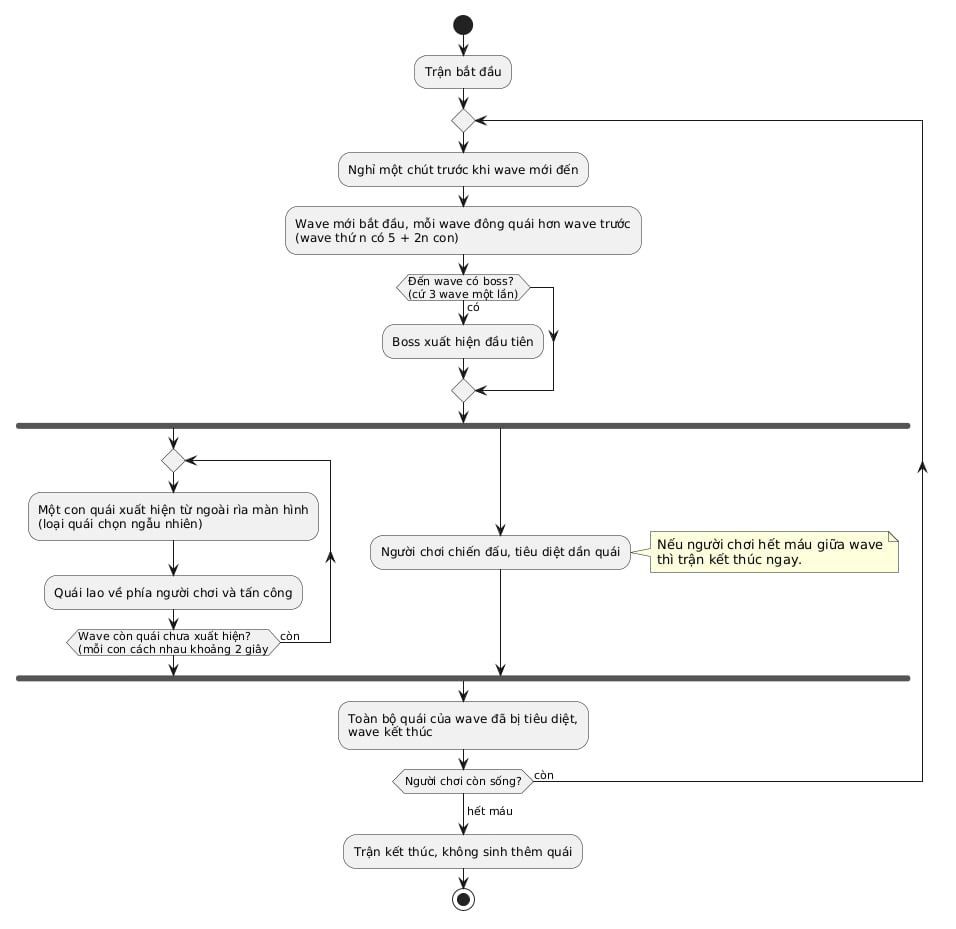 Trận bắt đầu
Nghỉ một chút trước khi wave mới đến
Wave mới bắt đầu, mỗi wave đông quái hơn wave trước
(wave thứ n có 5 + 2n con)
Đến wave có boss?
(cứ 3 wave một lần)
có
Boss xuất hiện đầu tiên
Một con quái xuất hiện từ ngoài rìa màn hình
(loại quái chọn ngẫu nhiên)
Quái lao về phía người chơi và tấn công
Wave còn quái chưa xuất hiện?
(mỗi con cách nhau khoảng 2 giây
còn
Người chơi chiến đấu, tiêu diệt dần quái
Nếu người chơi hết máu giữa wave
thì trận kết thúc ngay.
Toàn bộ quái của wave đã bị tiêu diệt,
wave kết thúc
Người chơi còn sống?
còn
hết máu
Trận kết thúc, không sinh thêm quái